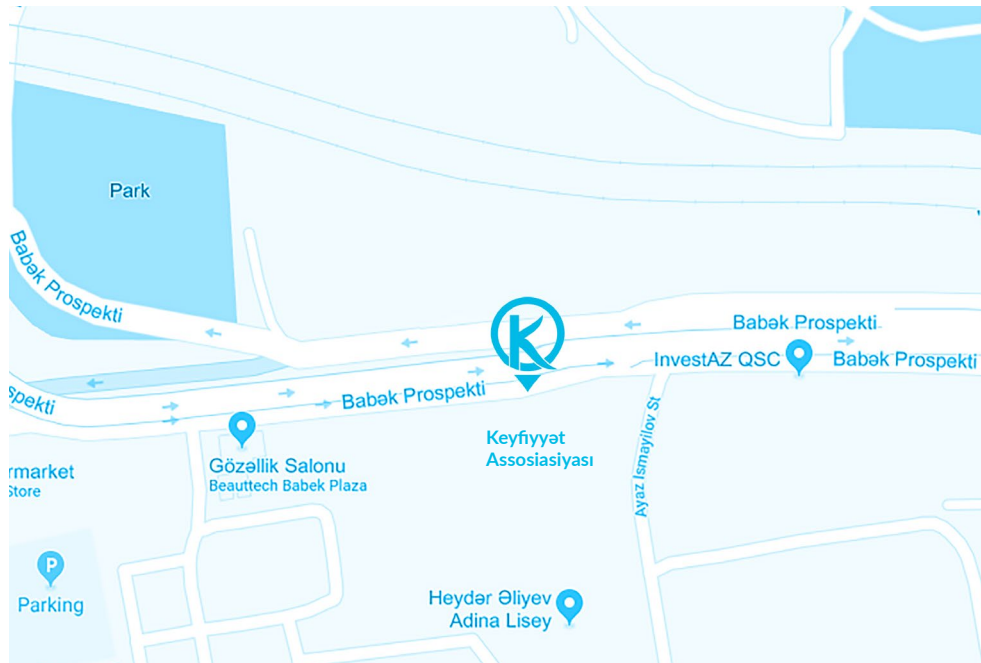 Park
Babək Prospekti
Babək Prospekti
InvestAZ QSC
Babək Prospekti
Babək Prospekti
spekti
Gözəllik Salonu
Beauttech Babek Plaza
Keyfiyyət
Assosiasiyası
Ayaz Ismayilov St
rmarket
Store
P
Parking
Heydər Əliyev
Adina Lisey